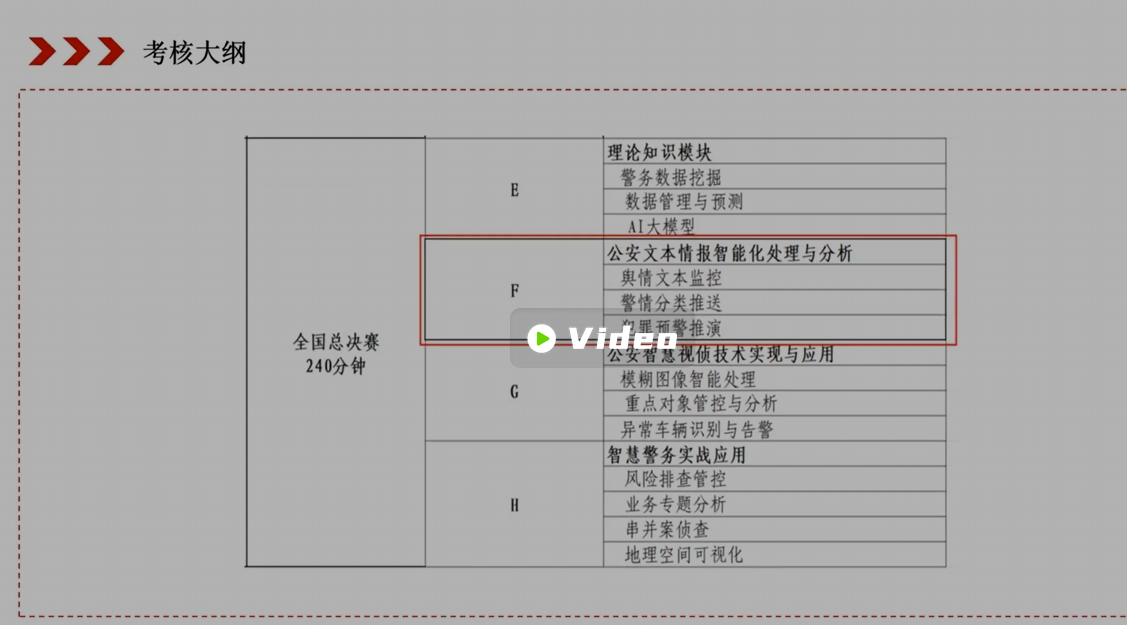 考核大纲
全国总决赛
240分钟
E
理论知识模块
警务数据挖掘
数据管理与预测
AI大模型
F
公安文本情报智能化处理与分析
舆情文本监控
警情分类推送
犯罪预警推演
Video
G
公安智慧视侦技术实现与应用
模糊图像智能处理
重点对象管控与分析
异常车辆识别与告警
H
智慧警务实战应用
风险排查管控
业务专题分析
串并案侦查
地理空间可视化